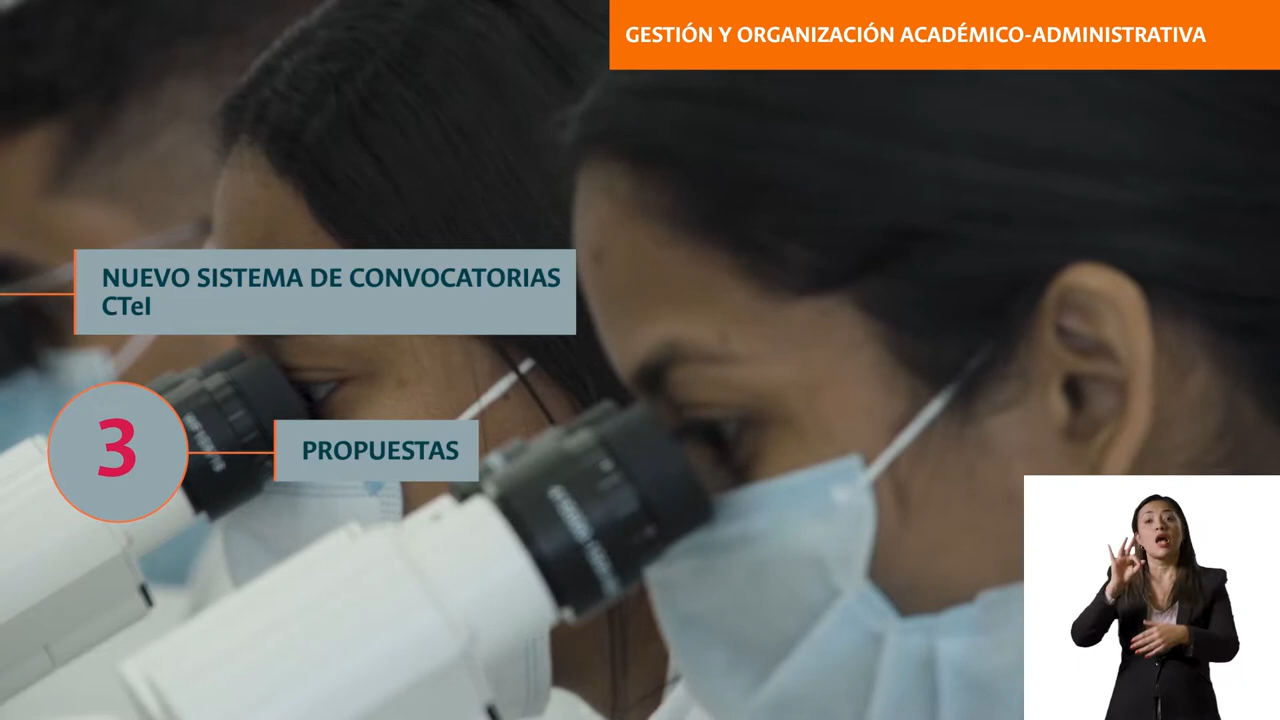 GESTIÓN Y ORGANIZACIÓN ACADÉMICO-ADMINISTRATIVA
NUEVO SISTEMA DE CONVOCATORIAS
CTeI
3
PROPUESTAS